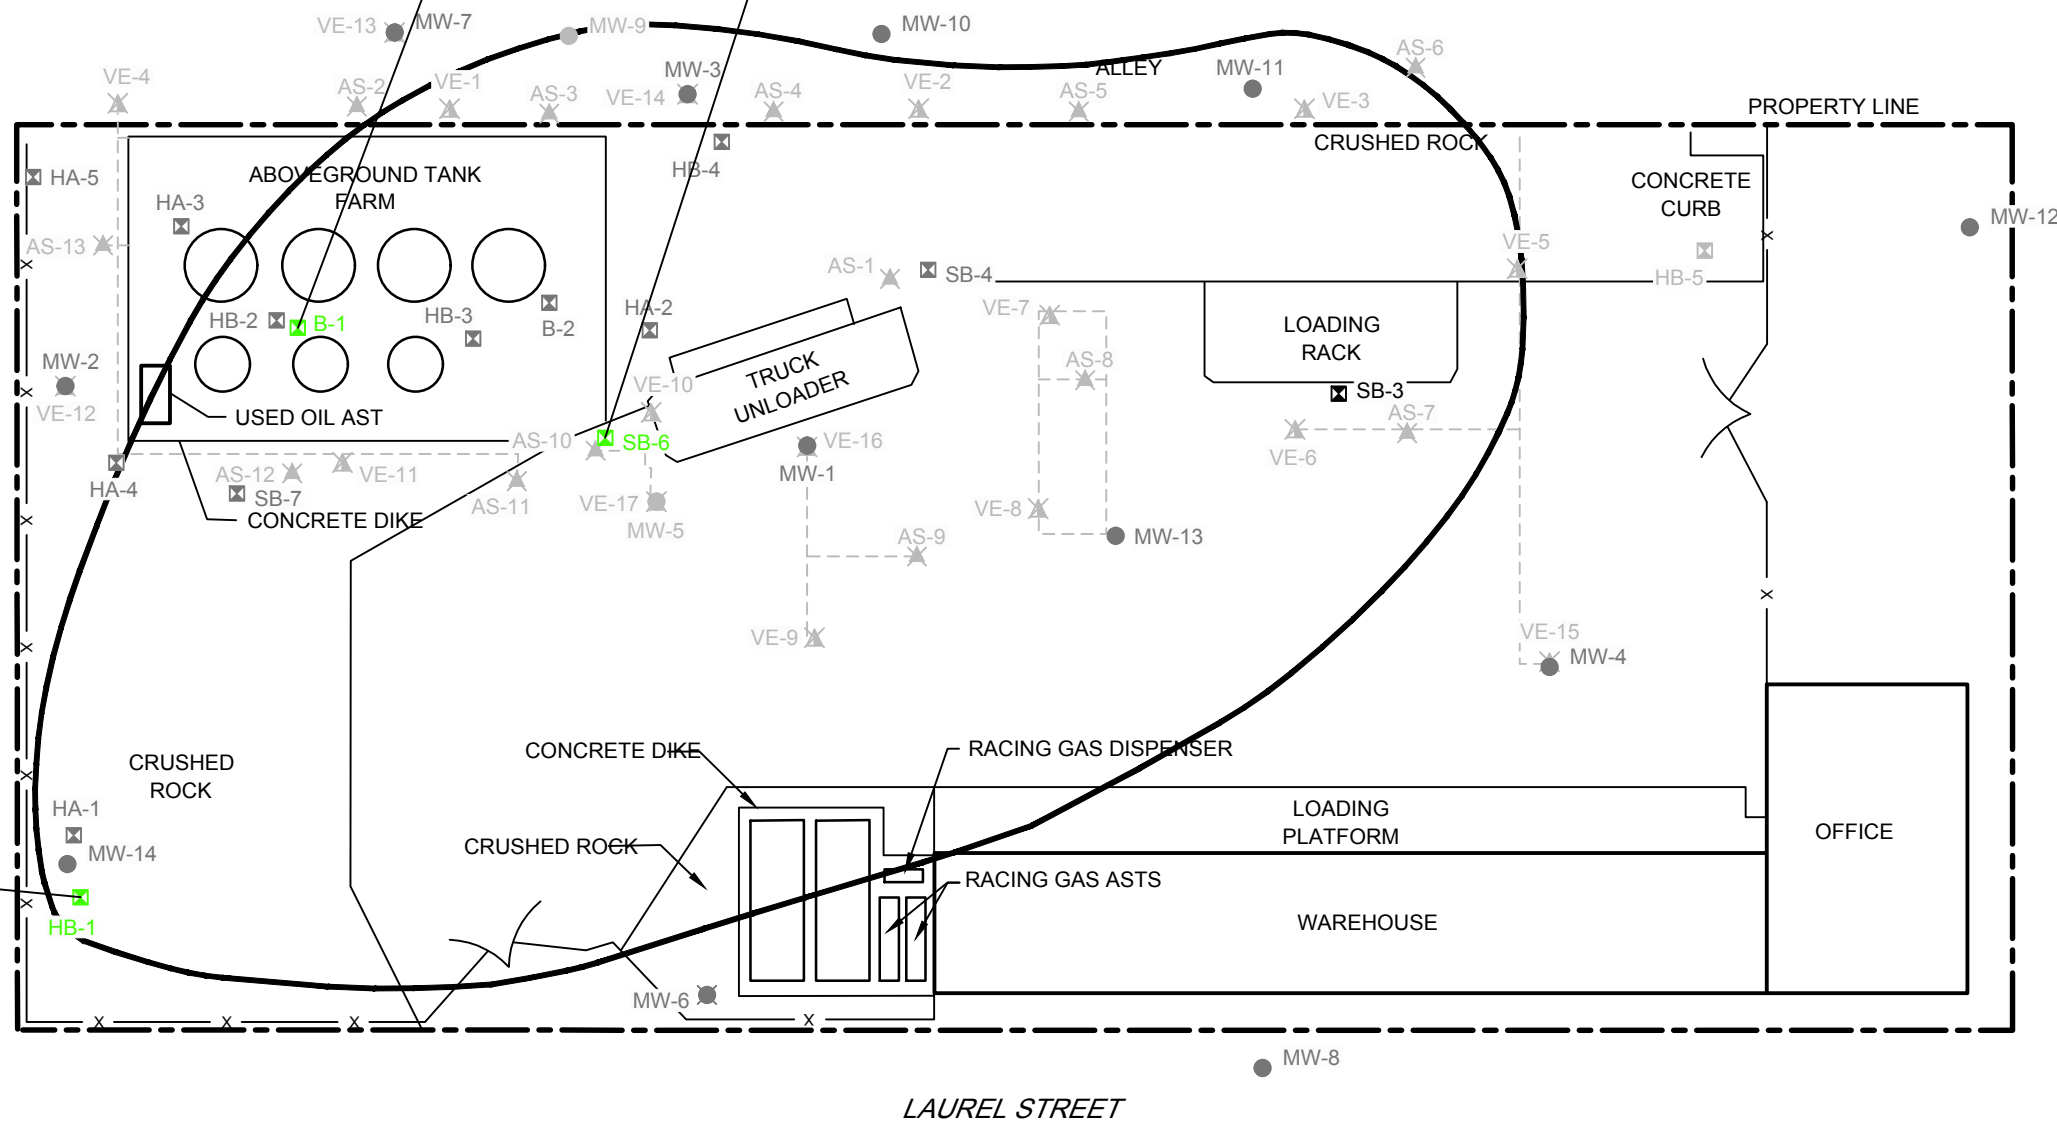 VE-13
MW-7
MW-9
MW-10
VE-4
AS-2
VE-1
AS-3
VE-14
MW-3
AS-4
VE-2
AS-5
ALLEY
MW-11
VE-3
AS-6
PROPERTY LINE
HA-5
ABOVEGROUND TANK
FARM
HA-3
HB-4
CRUSHED ROCK
CONCRETE
CURB
MW-12
AS-13
AS-1
SB-4
VE-5
HB-5
HB-2
B-1
HB-3
B-2
HA-2
VE-7
LOADING
RACK
MW-2
VE-12
USED OIL AST
VE-10
TRUCK
UNLOADER
AS-8
SB-3
AS-7
VE-6
AS-10
SB-6
VE-16
MW-1
HA-4
AS-12
VE-11
SB-7
AS-11
CONCRETE DIKE
VE-17
MW-5
VE-8
AS-9
MW-13
VE-9
VE-15
MW-4
CRUSHED
ROCK
CONCRETE DIKE
RACING GAS DISPENSER
HA-1
MW-14
LOADING
PLATFORM
OFFICE
CRUSHED ROCK
RACING GAS ASTS
HB-1
WAREHOUSE
MW-6
MW-8
LAUREL STREET